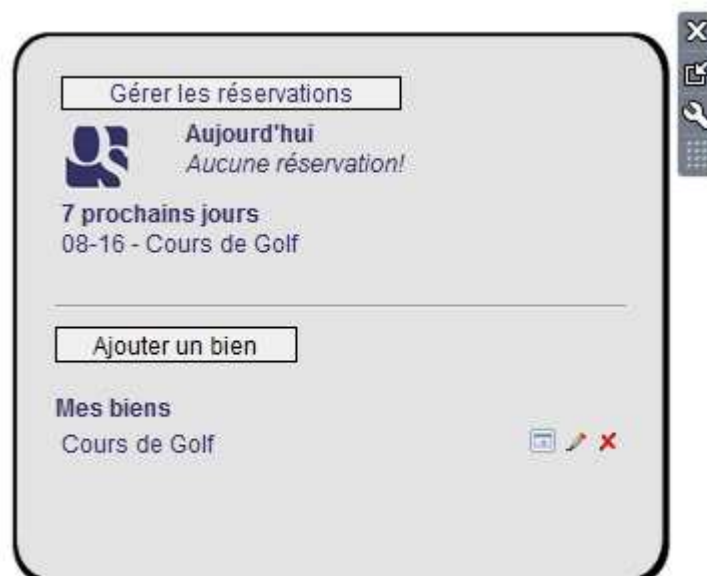 Gérer les réservations
Aujourd'hui
Aucune réservation!
7 prochains jours
08-16 - Cours de Golf
Ajouter un bien
Mes biens
Cours de Golf